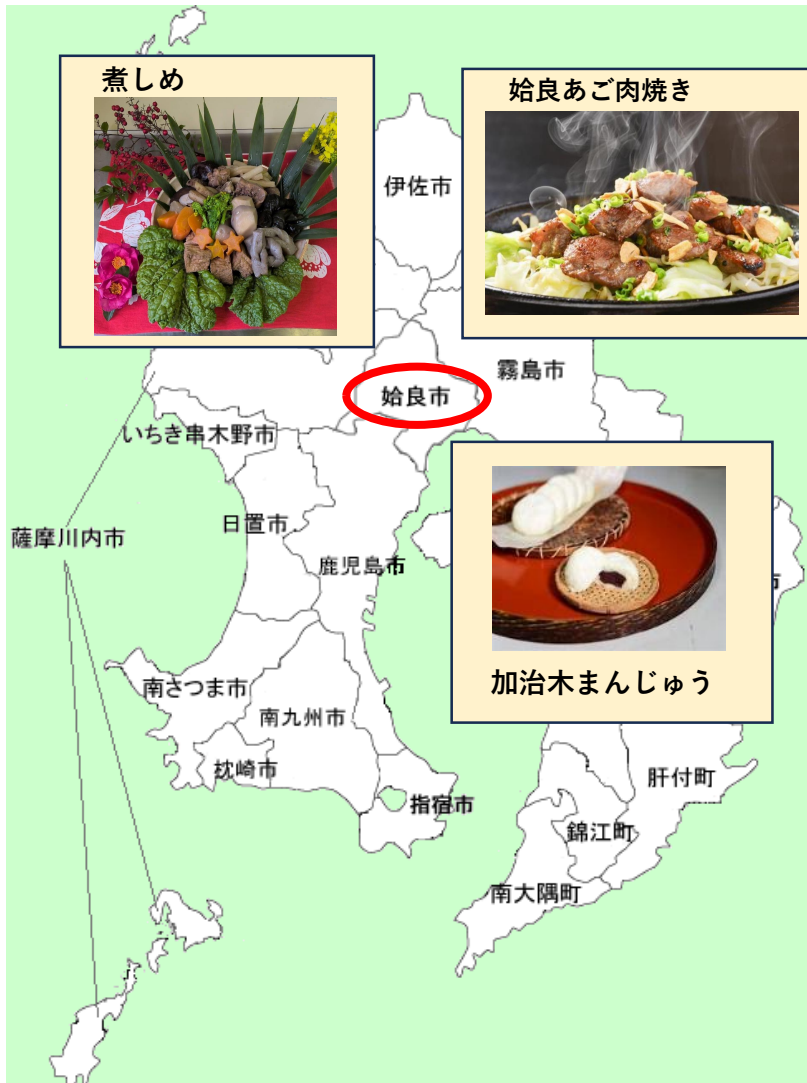 煮しめ
姶良あご肉焼き
伊佐市
霧島市
姶良市
いちき串木野市
日置市
薩摩川内市
鹿児島市
市
加治木まんじゅう
南さつま市
南九州市
枕崎市
指宿市
肝付町
錦江町
南大隅町